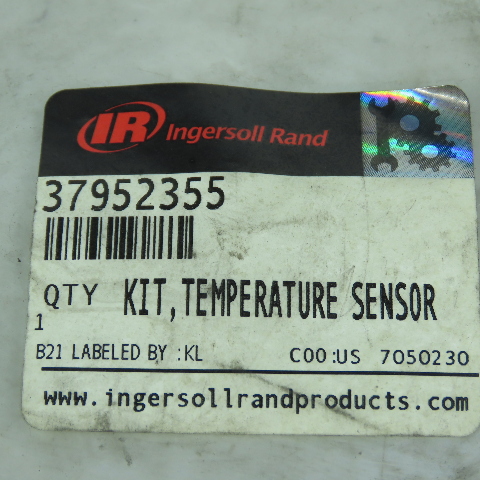 IR Ingersoll Rand
37952355
QTY KIT, TEMPERATURE SENSOR
1
B21 LABELED BY :KL COO:US 7050230
www.ingersollrandproducts.com